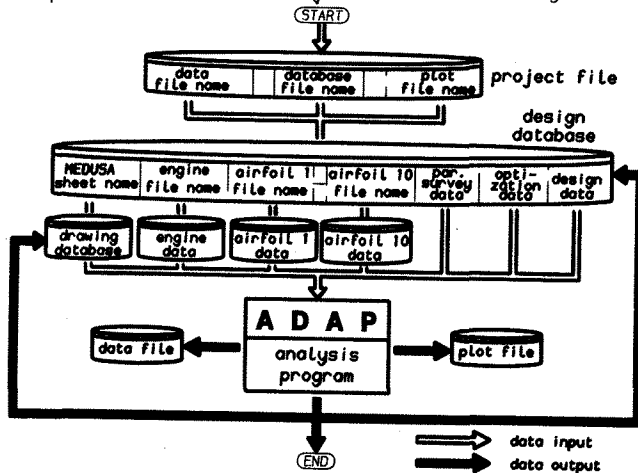 START
data file name
database file name
plot file name
project file
design database
MEDUSA sheet name
engine file name
airfoil 1 file name
airfoil 10 file name
par. survey data
opti-zation data
design data
drawing database
engine data
airfoil 1 data
airfoil 10 data
ADAP
analysis program
data file
plot file
END
data input
data output